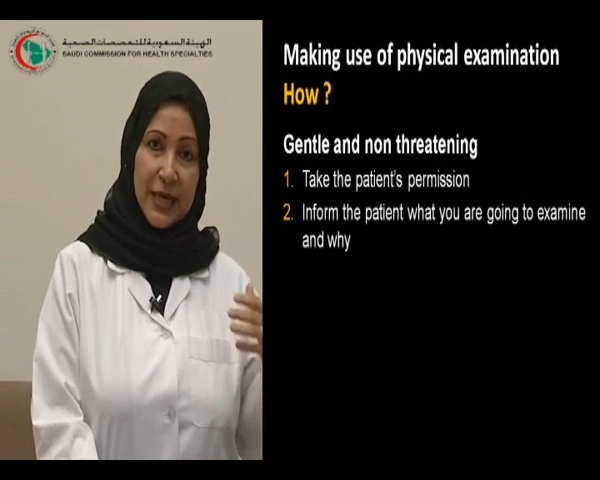 الهيئة السعودية للتخصصات الصحية
SAUDI COMMISSION FOR HEALTH SPECIALTIES
Making use of physical examination
How ?
Gentle and non threatening
1. Take the patient's permission
2. Inform the patient what you are going to examine
and why